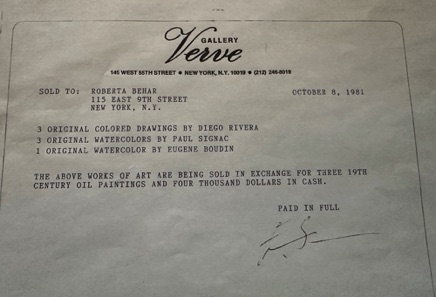 GALLERY
Verve
145 WEST 55TH STREET ● NEW YORK, N.Y. 10019 ● (212) 246-6019
SOLD TO: ROBERTA BEHAR OCTOBER 8, 1981
115 EAST 9TH STREET
NEW YORK, N.Y.
3 ORIGINAL COLORED DRAWINGS BY DIEGO RIVERA
3 ORIGINAL WATERCOLORS BY PAUL SIGNAC
1 ORIGINAL WATERCOLOR BY EUGENE BOUDIN
THE ABOVE WORKS OF ART ARE BEING SOLD IN EXCHANGE FOR THREE 19TH
CENTURY OIL PAINTINGS AND FOUR THOUSAND DOLLARS IN CASH.
PAID IN FULL